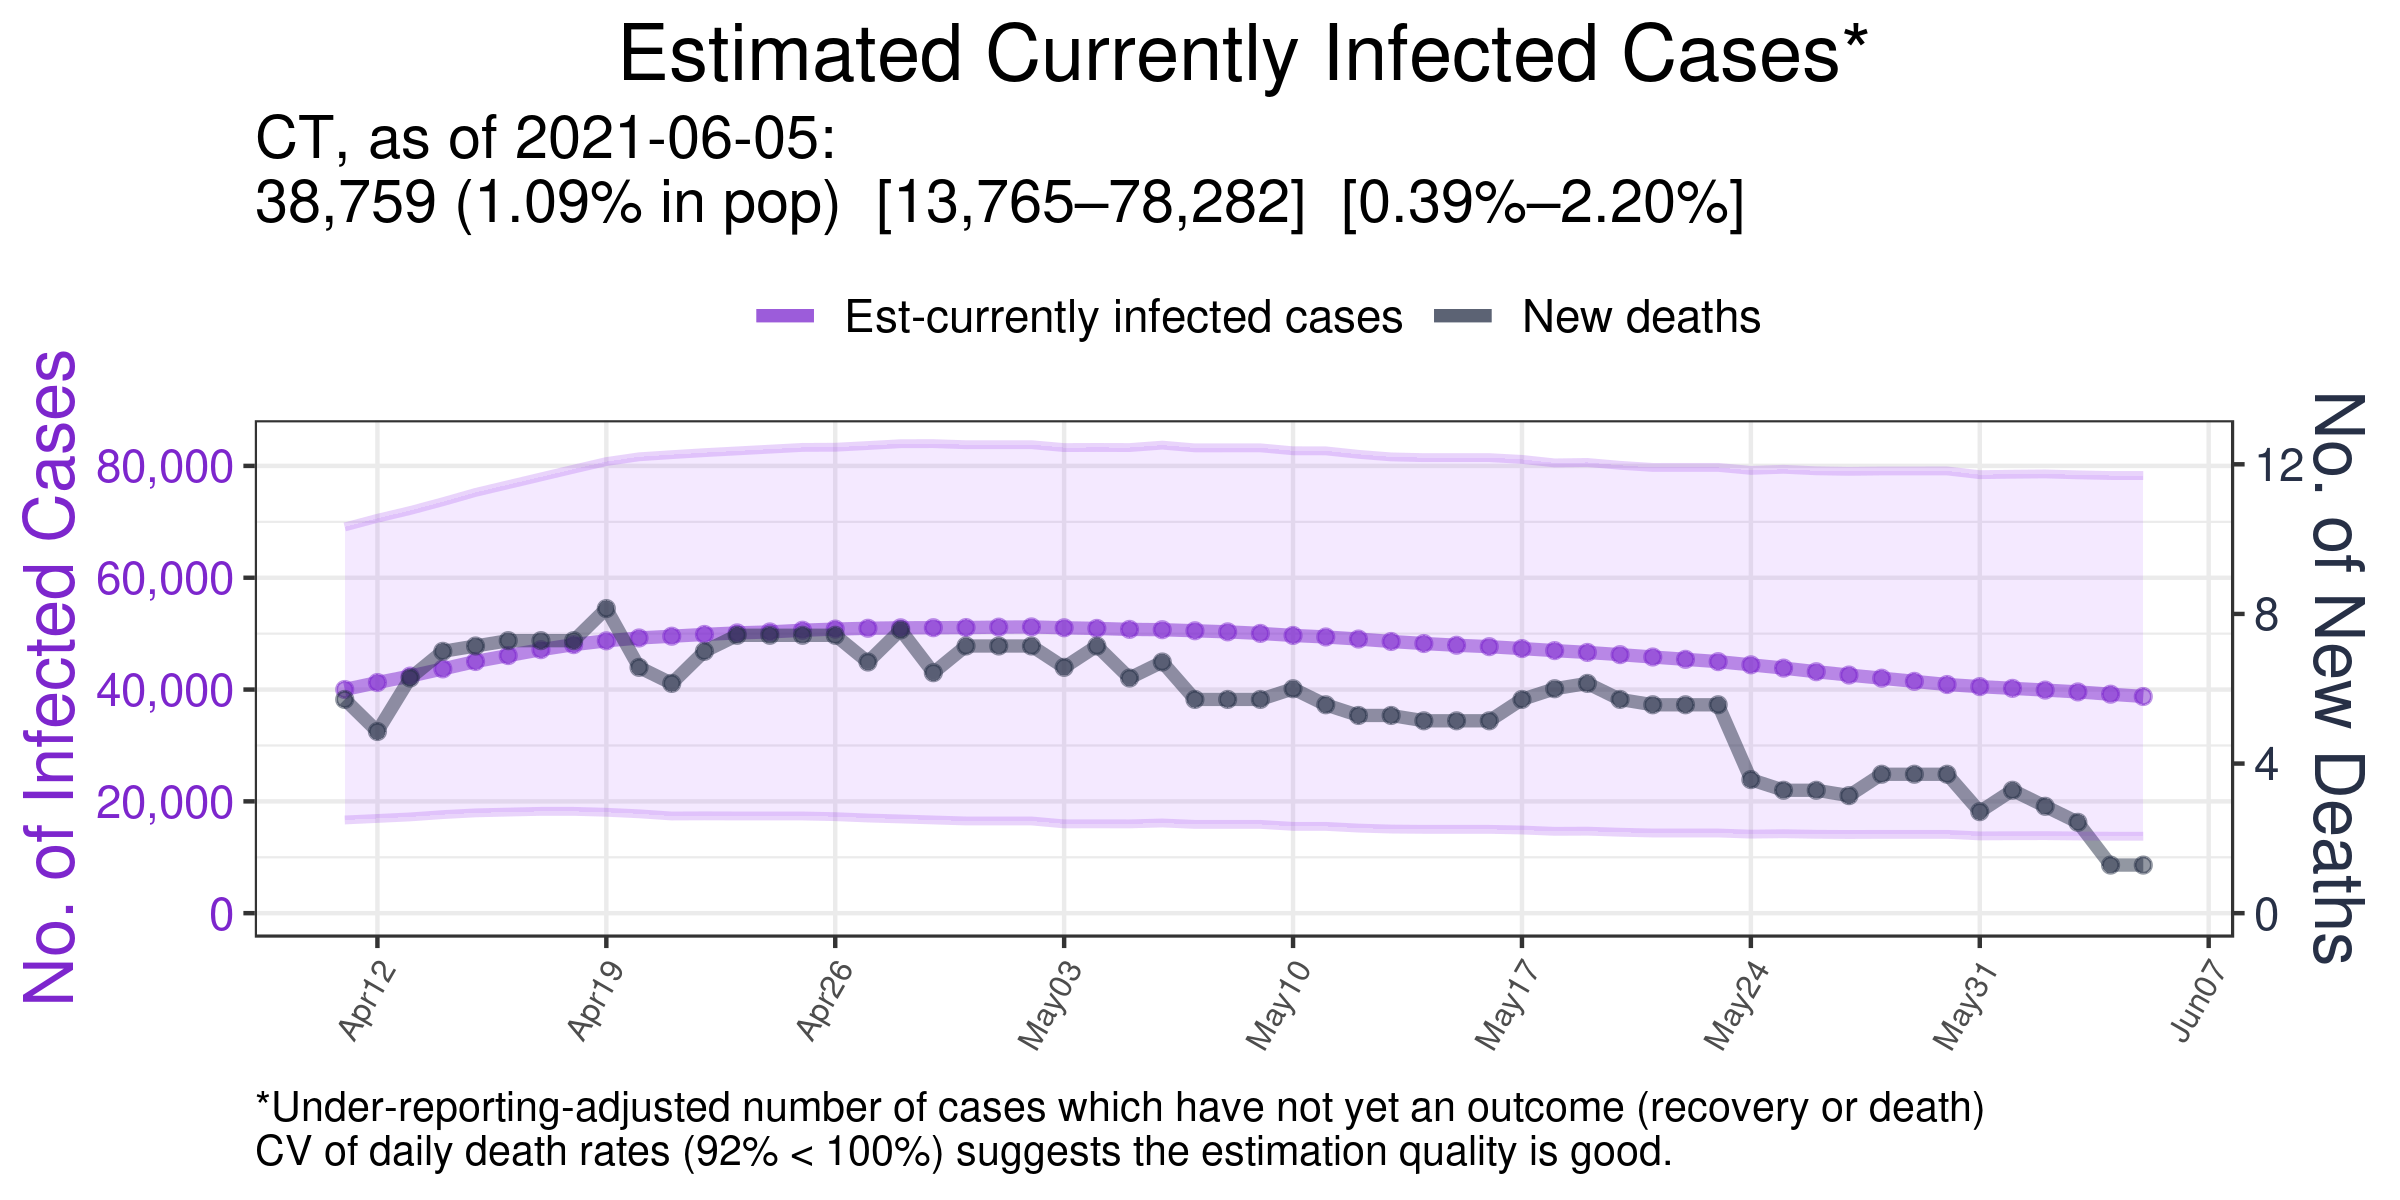 Estimated Currently Infected Cases*
CT, as of 2021-06-05:
38,759 (1.09% in pop)  [13,765–78,282]  [0.39%–2.20%]
Est-currently infected cases
New deaths
No. of Infected Cases
80,000
60,000
40,000
20,000
0
12
8
4
0
No. of New Deaths
Apr12
Apr19
Apr26
May03
May10
May17
May24
May31
Jun07
*Under-reporting-adjusted number of cases which have not yet an outcome (recovery or death)
CV of daily death rates (92% < 100%) suggests the estimation quality is good.